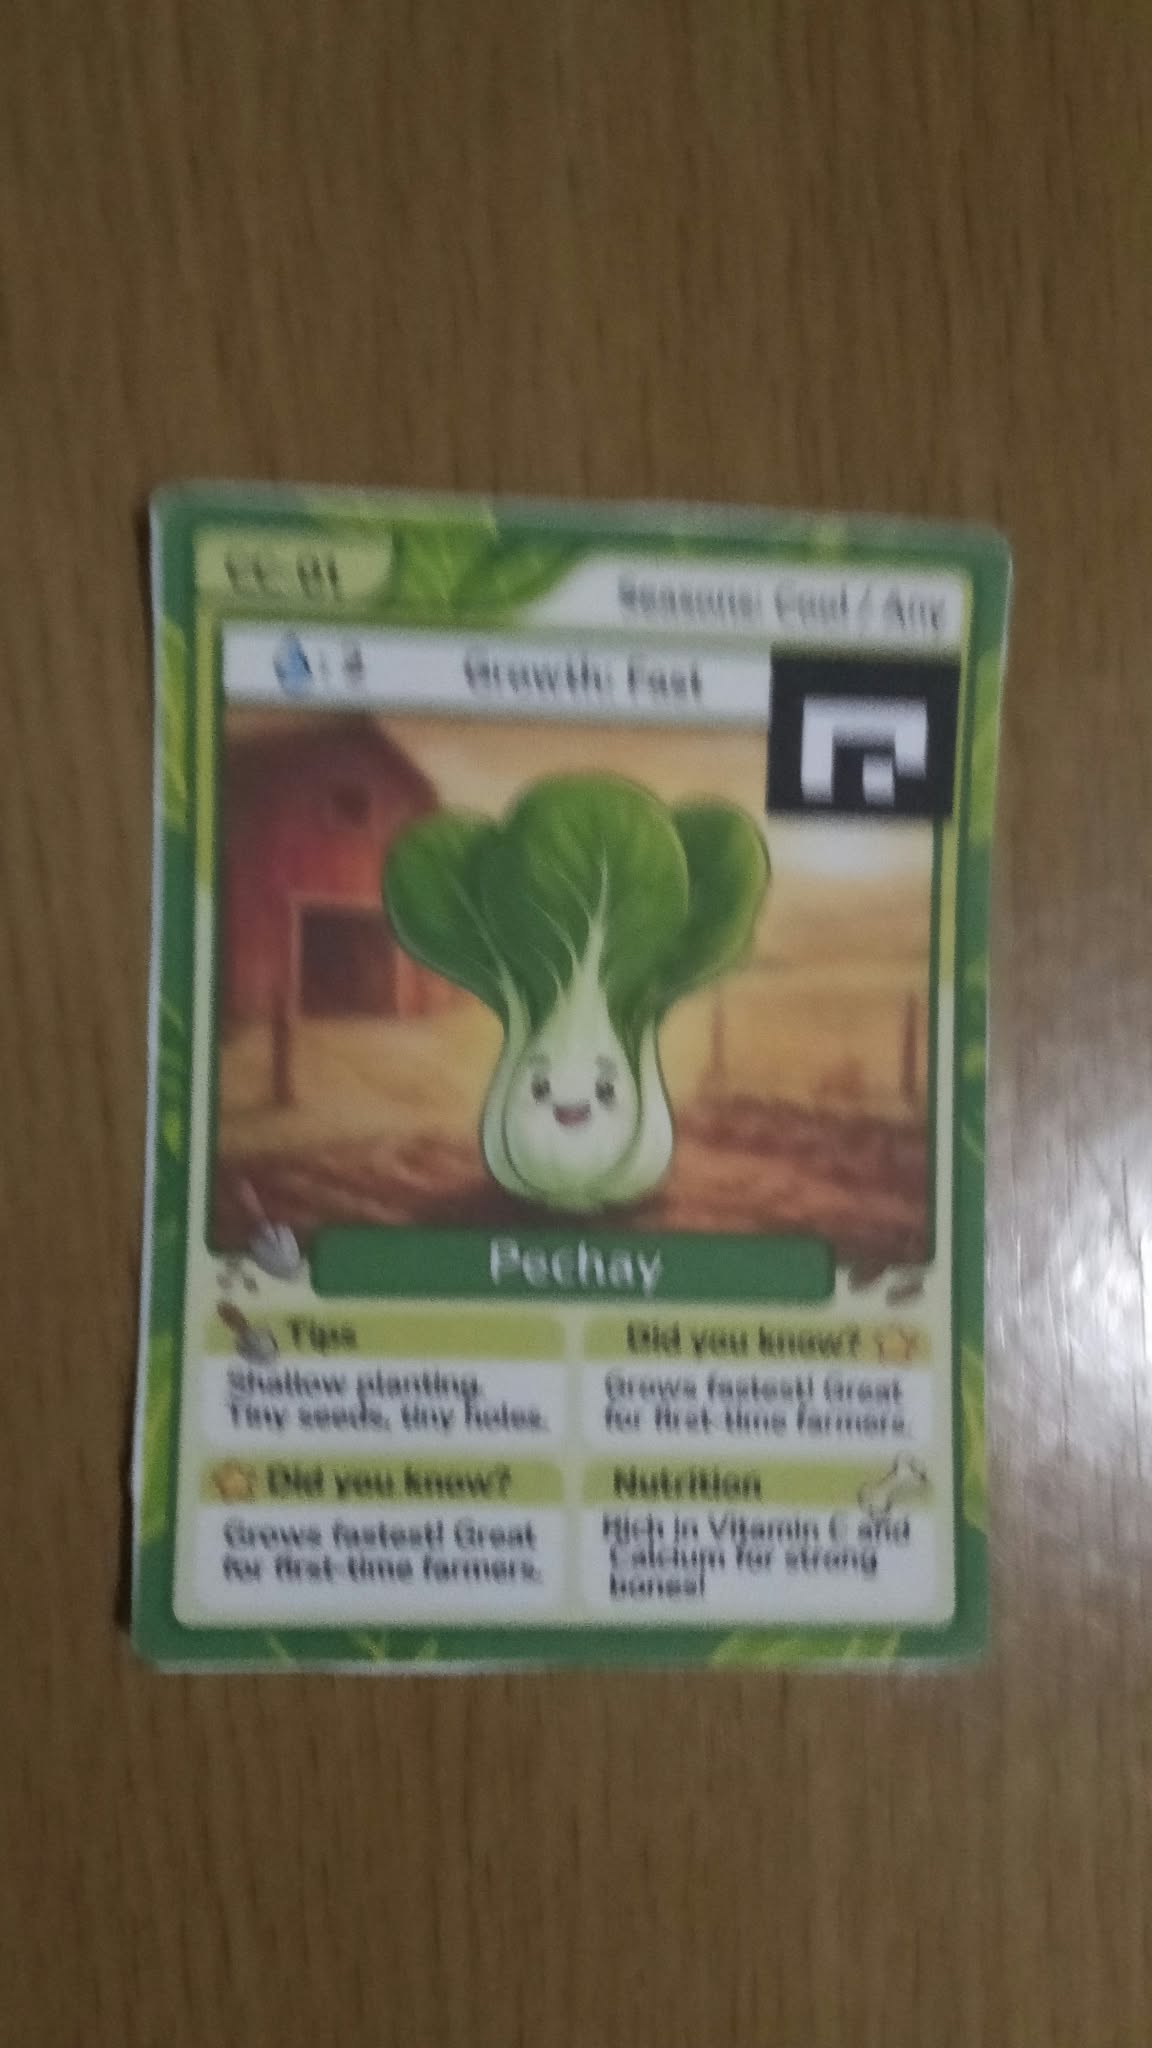 Seasons: Cool / Any
: 2
Growth: Fast
Pechay
Tips
Shallow planting.
Tiny seeds, tiny holes.
Did you know?
Grows fastest! Great
for first-time farmers.
Did you know?
Grows fastest! Great
for first-time farmers.
Nutrition
Rich in Vitamin C and
Calcium for strong
bones!